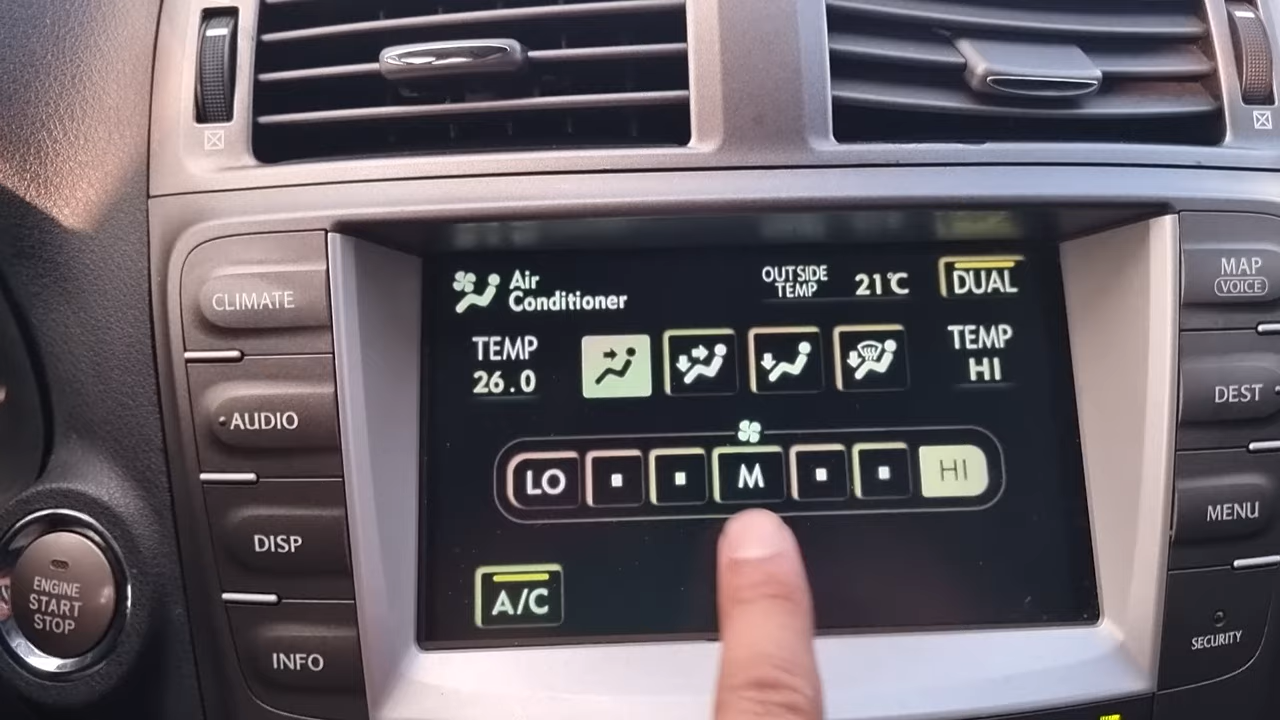 CLIMATE
AUDIO
DISP
INFO
ENGINE
START
STOP
Air
Conditioner
OUTSIDE
TEMP
21°C
DUAL
TEMP
26.0
TEMP
HI
LO
M
HI
A/C
MAP
VOICE
DEST
MENU
SECURITY